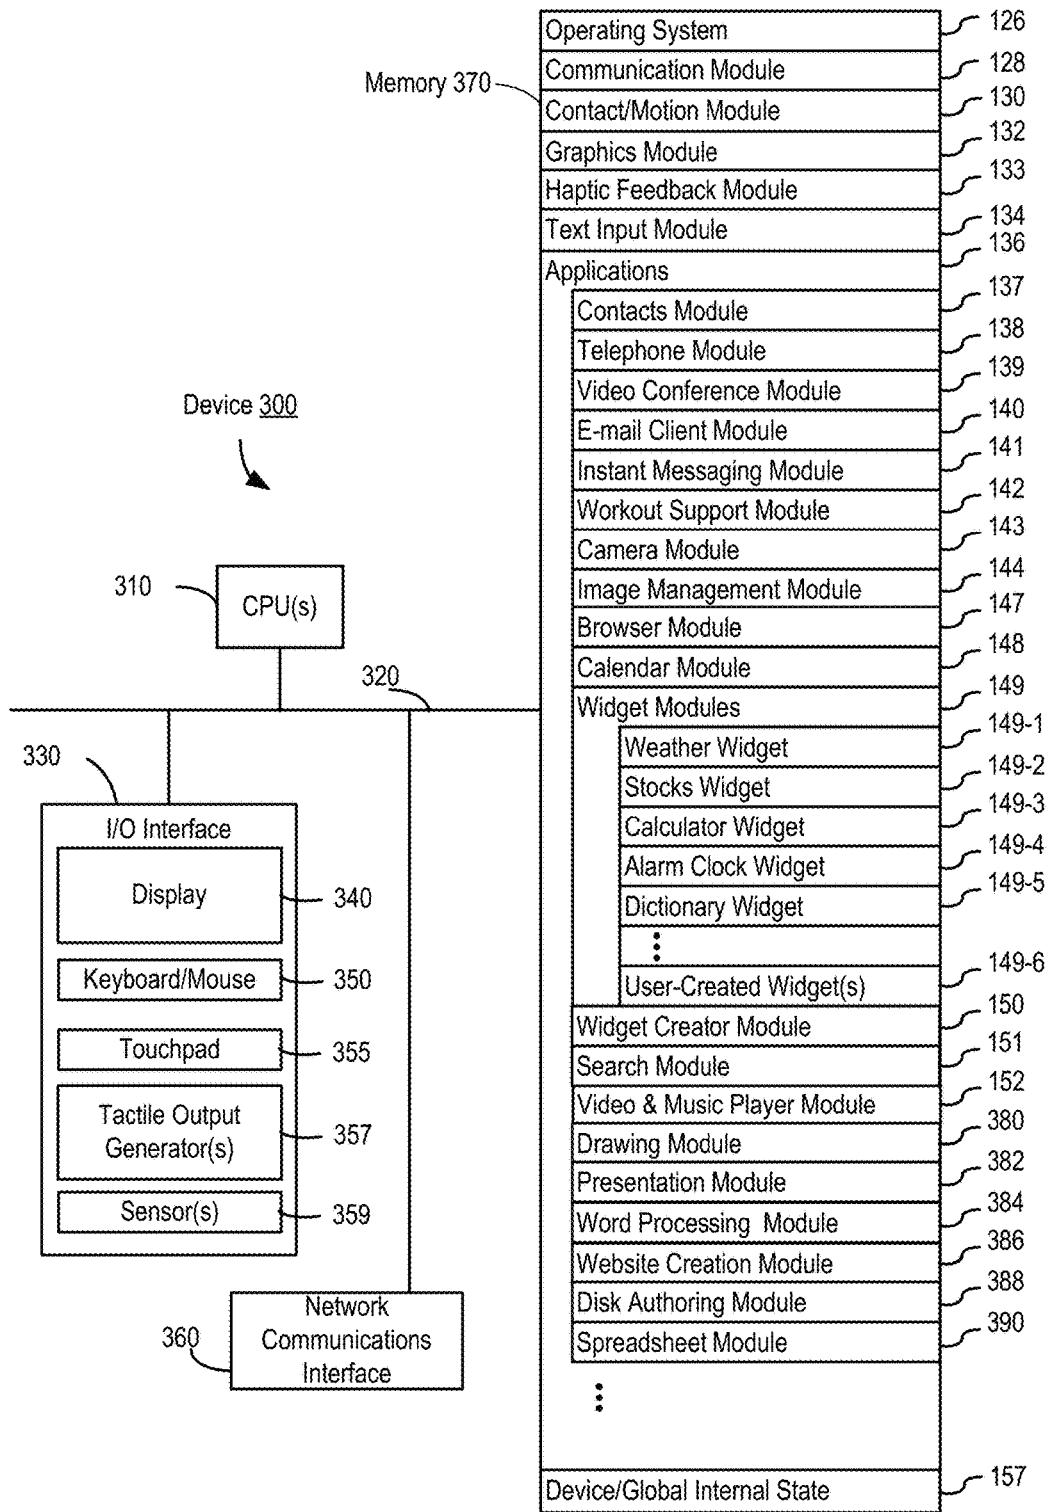 Operating System
126
Communication Module
128
Memory 370
Contact/Motion Module
130
Graphics Module
132
Haptic Feedback Module
133
Text Input Module
134
Applications
136
Contacts Module
137
Telephone Module
138
Video Conference Module
139
E-mail Client Module
140
Instant Messaging Module
141
Workout Support Module
142
Camera Module
143
Image Management Module
144
Browser Module
147
Calendar Module
148
Widget Modules
149
Weather Widget
149-1
Stocks Widget
149-2
Calculator Widget
149-3
Alarm Clock Widget
149-4
Dictionary Widget
149-5
User-Created Widget(s)
149-6
Widget Creator Module
150
Search Module
151
Video & Music Player Module
152
Drawing Module
380
Presentation Module
382
Word Processing Module
384
Website Creation Module
386
Disk Authoring Module
388
Spreadsheet Module
390
Device/Global Internal State
157
Device 300
310
CPU(s)
320
330
I/O Interface
Display
340
Keyboard/Mouse
350
Touchpad
355
Tactile Output
Generator(s)
357
Sensor(s)
359
360
Network
Communications
Interface